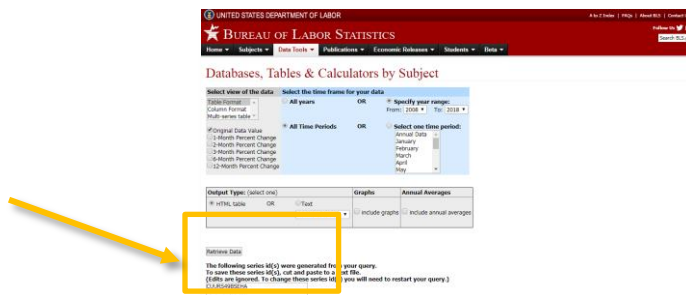 UNITED STATES DEPARTMENT OF LABOR
A to Z Index | FAQs | About BLS | Contact
Follow Us
BUREAU OF LABOR STATISTICS
Search BLS.
Home Subjects Data Tools Publications Economic Releases Students Beta
Databases, Tables & Calculators by Subject
Select view of the data Select the time frame for your data
Table Format All years OR Specify year range:
Column Format From: 2008 To: 2018
Multi-series table
Original Data Value All Time Periods OR Select one time period:
1-Month Percent Change Annual Data
2-Month Percent Change January
3-Month Percent Change February
6-Month Percent Change March
12-Month Percent Change April
May
Output Type: (select one) Graphs Annual Averages
HTML table OR Text include graphs include annual averages
Retrieve Data
The following series id(s) were generated from your query.
To save these series id(s), cut and paste to a text file.
(Edits are ignored. To change these series id(s) you will need to restart your query.)
CUURS49BSEHA